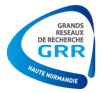 GRANDS
RESEAUX
DE RECHERCHE
GRR
HAUTE NORMANDIE